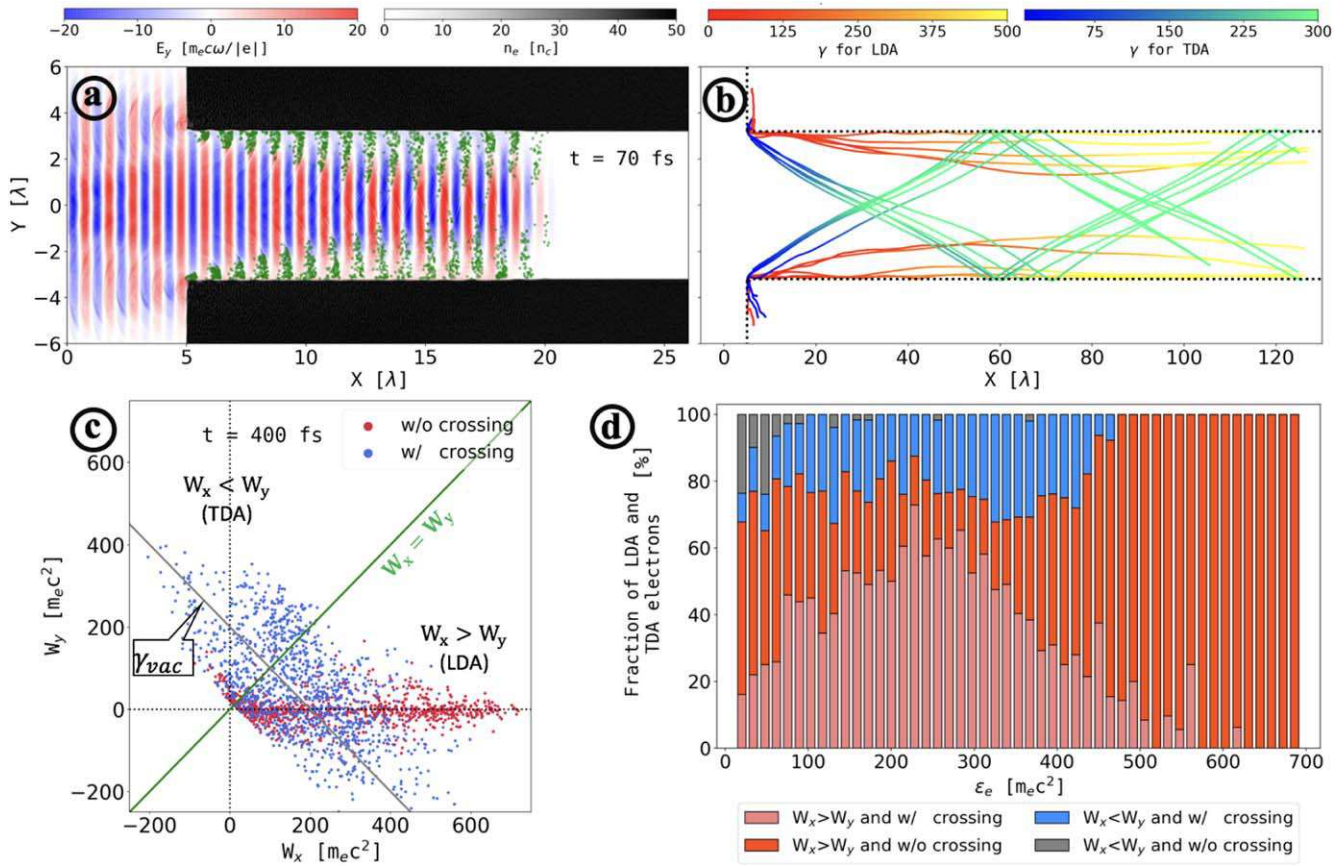 −20 −10 0 10 20
E_y [m_ecω/|e|]
0 10 20 30 40 50
n_e [n_c]
0 125 250 375 500
γ for LDA
75 150 225 300
γ for TDA
a
6
4
2
0
−2
−4
−6
Y [λ]
t = 70 fs
0 5 10 15 20 25
X [λ]
b
0 20 40 60 80 100 120
X [λ]
c
t = 400 fs
w/o crossing
w/ crossing
W_x < W_y
(TDA)
W_x = W_y
W_x > W_y
(LDA)
γ_vac
600
400
200
0
−200
W_y [m_ec²]
−200 0 200 400 600
W_x [m_ec²]
d
100
80
60
40
20
0
Fraction of LDA and [%]
TDA electrons
0 100 200 300 400 500 600 700
ε_e [m_ec²]
W_x>W_y and w/ crossing
W_x<W_y and w/ crossing
W_x>W_y and w/o crossing
W_x<W_y and w/o crossing